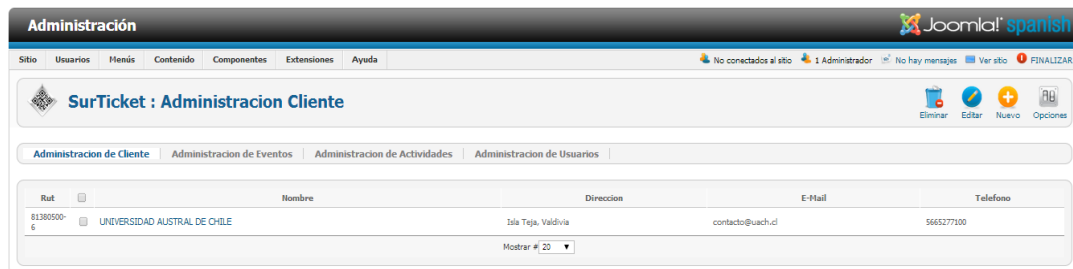 Administración
Joomla!® spanish
Sitio Usuarios Menús Contenido Componentes Extensiones Ayuda No conectados al sitio 1 Administrador No hay mensajes Ver sitio FINALIZAR
SurTicket : Administracion Cliente
Eliminar Editar Nuevo Opciones
Administracion de Cliente Administracion de Eventos Administracion de Actividades Administracion de Usuarios
Rut Nombre Direccion E-Mail Telefono
81380500-
6 UNIVERSIDAD AUSTRAL DE CHILE Isla Teja, Valdivia contacto@uach.cl 5665277100
Mostrar # 20